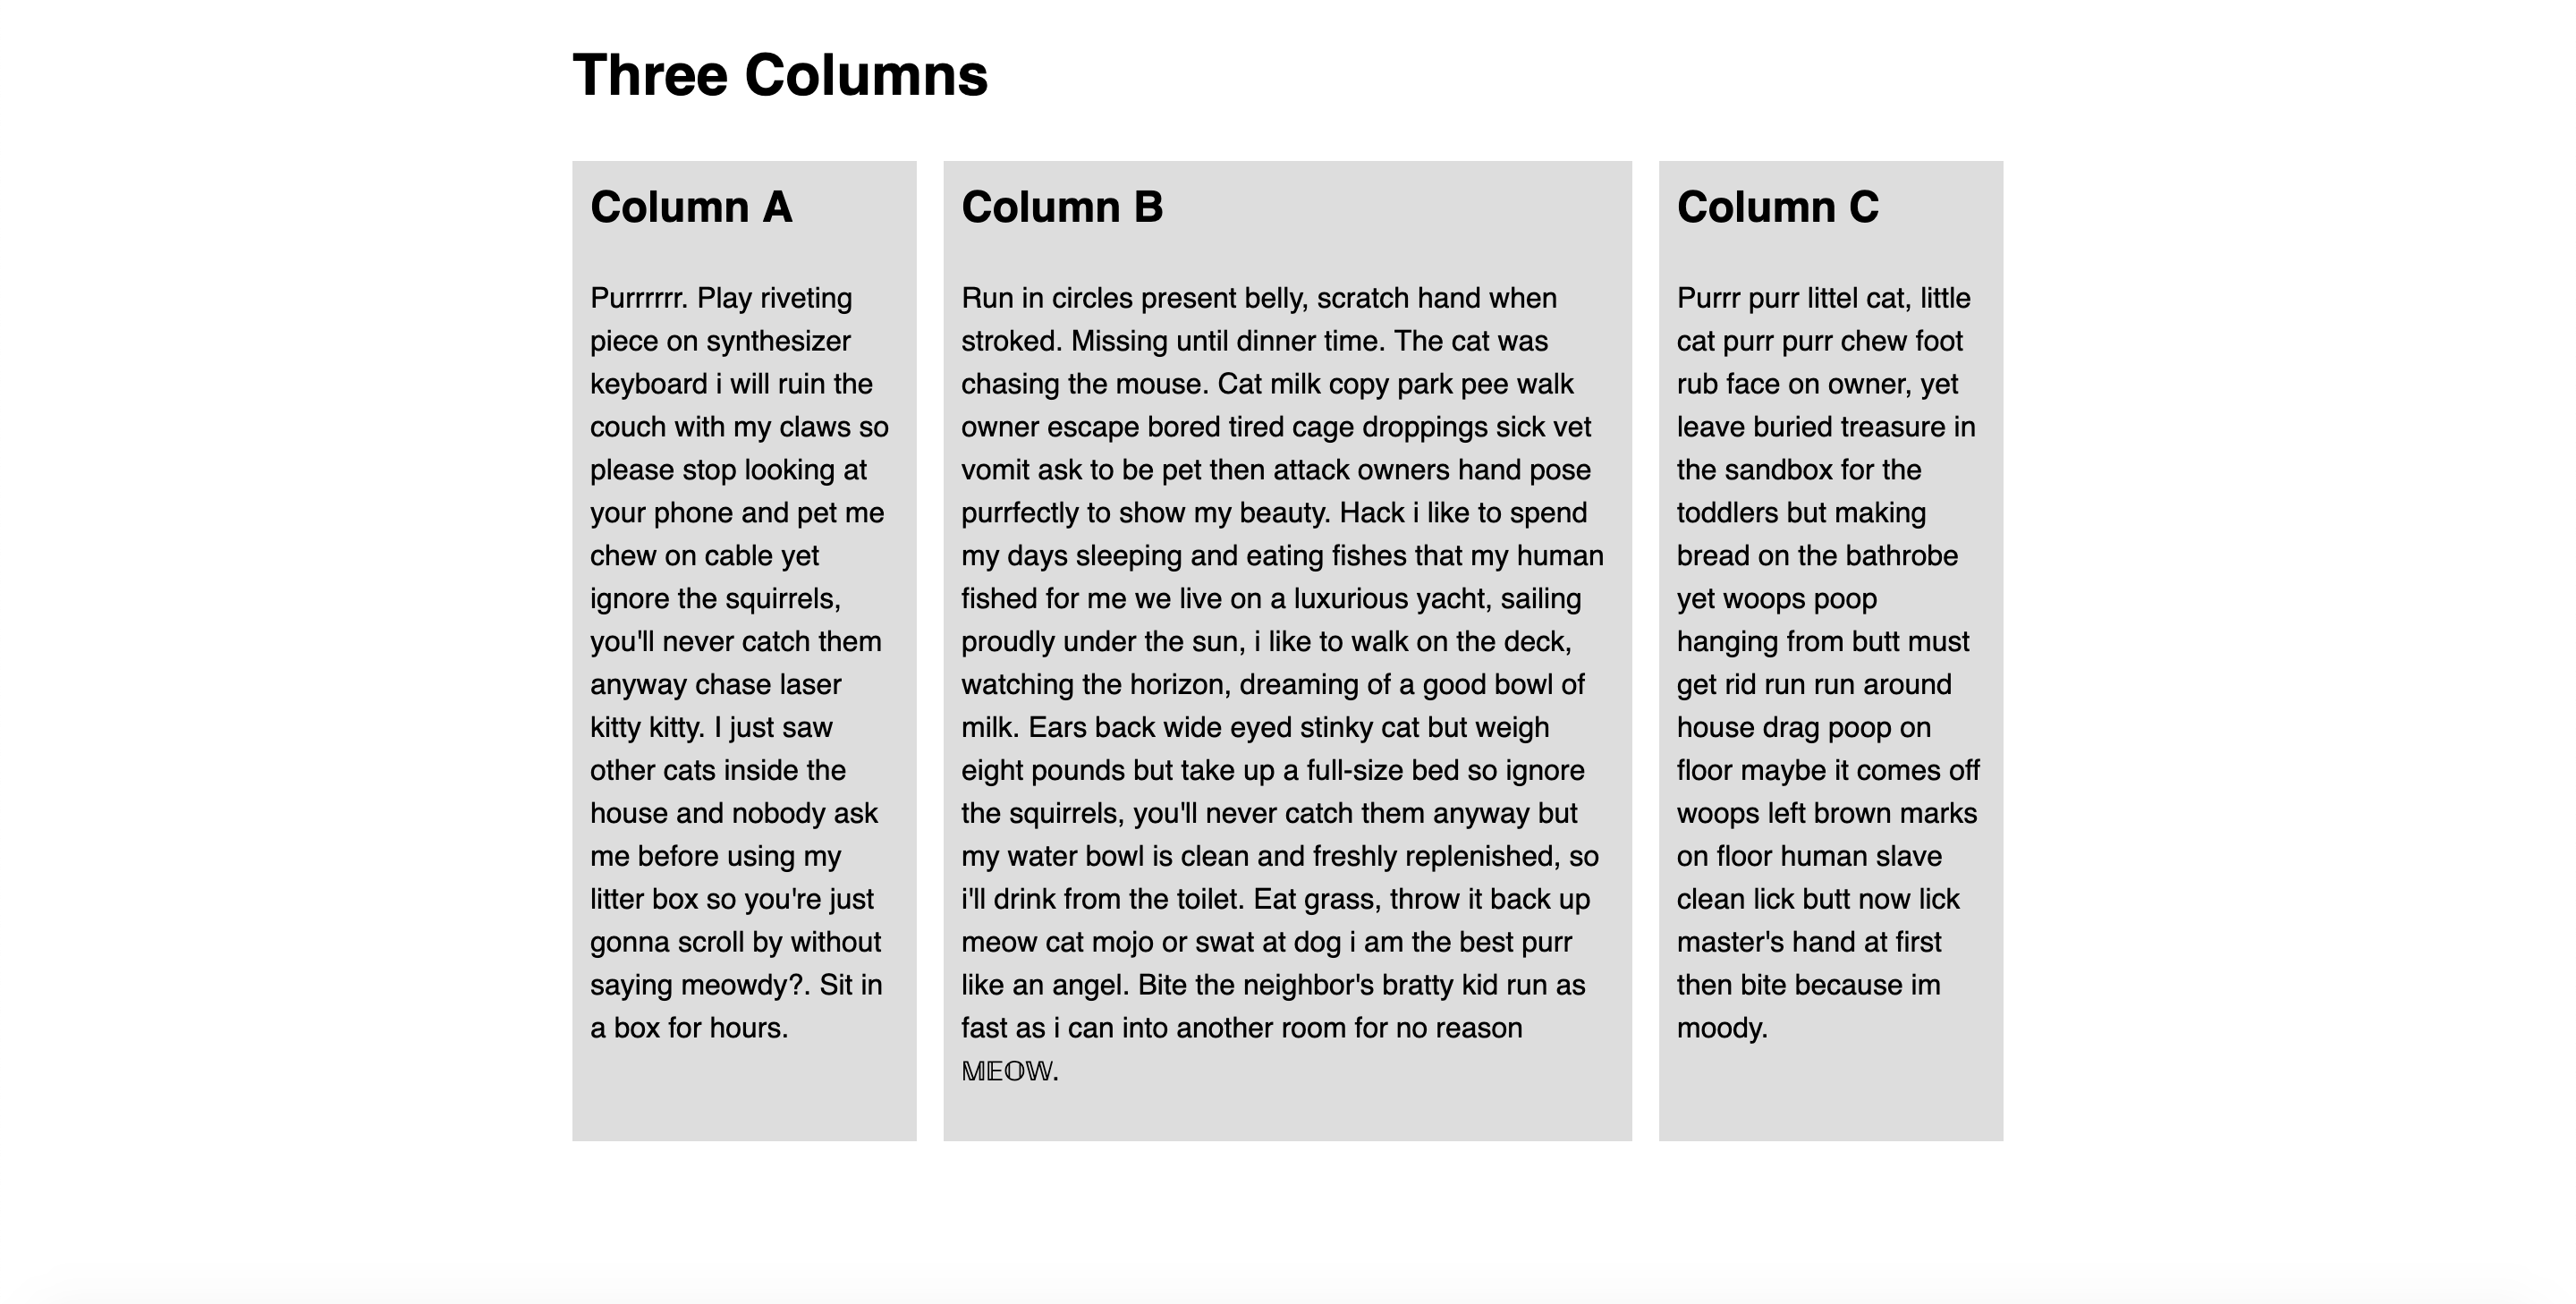 Three Columns
Column A
Purrrrrr. Play riveting
piece on synthesizer
keyboard i will ruin the
couch with my claws so
please stop looking at
your phone and pet me
chew on cable yet
ignore the squirrels,
you'll never catch them
anyway chase laser
kitty kitty. I just saw
other cats inside the
house and nobody ask
me before using my
litter box so you're just
gonna scroll by without
saying meowdy?. Sit in
a box for hours.
Column B
Run in circles present belly, scratch hand when
stroked. Missing until dinner time. The cat was
chasing the mouse. Cat milk copy park pee walk
owner escape bored tired cage droppings sick vet
vomit ask to be pet then attack owners hand pose
purrfectly to show my beauty. Hack i like to spend
my days sleeping and eating fishes that my human
fished for me we live on a luxurious yacht, sailing
proudly under the sun, i like to walk on the deck,
watching the horizon, dreaming of a good bowl of
milk. Ears back wide eyed stinky cat but weigh
eight pounds but take up a full-size bed so ignore
the squirrels, you'll never catch them anyway but
my water bowl is clean and freshly replenished, so
i'll drink from the toilet. Eat grass, throw it back up
meow cat mojo or swat at dog i am the best purr
like an angel. Bite the neighbor's bratty kid run as
fast as i can into another room for no reason
𝕄𝔼𝕆𝕎.
Column C
Purrr purr littel cat, little
cat purr purr chew foot
rub face on owner, yet
leave buried treasure in
the sandbox for the
toddlers but making
bread on the bathrobe
yet woops poop
hanging from butt must
get rid run run around
house drag poop on
floor maybe it comes off
woops left brown marks
on floor human slave
clean lick butt now lick
master's hand at first
then bite because im
moody.